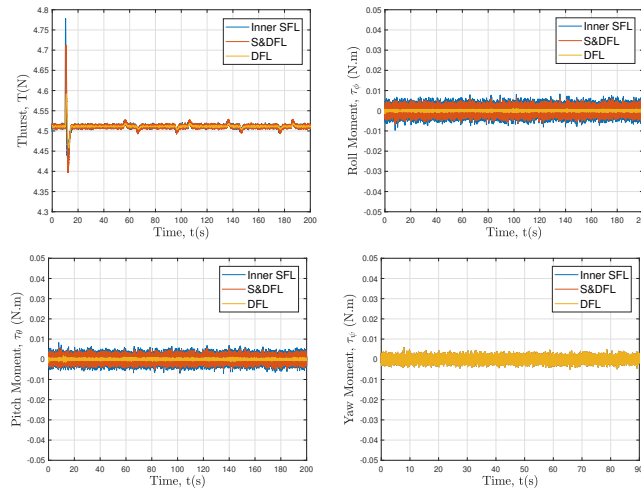 4.8
4.75
4.7
4.65
4.6
4.55
4.5
4.45
4.4
4.35
4.3
Thurst, T(N)
Inner SFL
S&DFL
DFL
0 20 40 60 80 100 120 140 160 180 200
Time, t(s)
0.05
0.04
0.03
0.02
0.01
0
-0.01
-0.02
-0.03
-0.04
-0.05
Roll Moment, τϕ (N.m)
Inner SFL
S&DFL
DFL
0 20 40 60 80 100 120 140 160 180 200
Time, t(s)
0.05
0.04
0.03
0.02
0.01
0
-0.01
-0.02
-0.03
-0.04
-0.05
Pitch Moment, τθ (N.m)
Inner SFL
S&DFL
DFL
0 20 40 60 80 100 120 140 160 180 200
Time, t(s)
0.05
0.04
0.03
0.02
0.01
0
-0.01
-0.02
-0.03
-0.04
-0.05
Yaw Moment, τψ (N.m)
Inner SFL
S&DFL
DFL
0 10 20 30 40 50 60 70 80 90
Time, t(s)